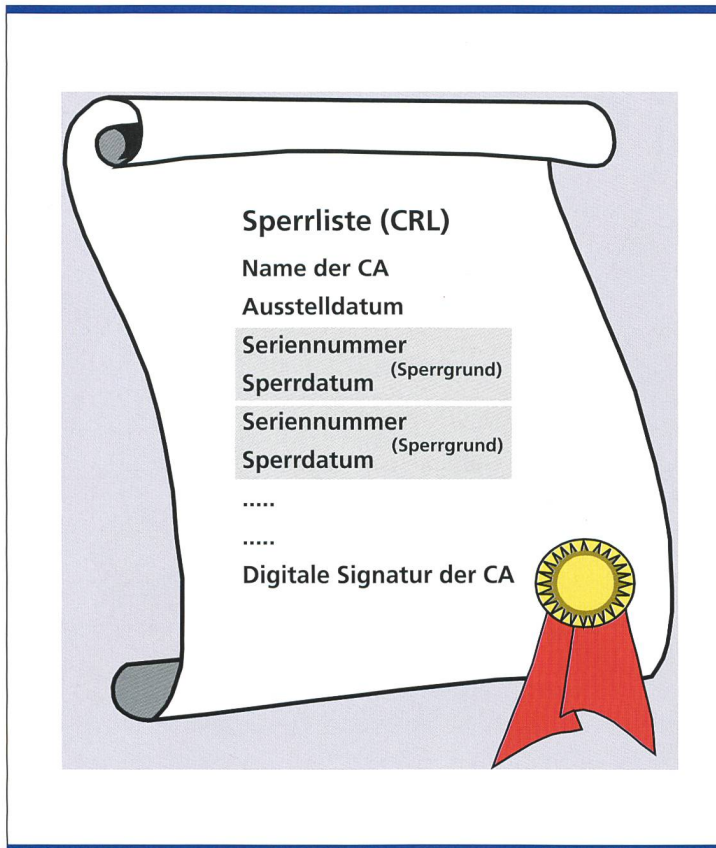 Sperrliste (CRL)
Name der CA
Ausstelldatum
Seriennummer
Sperrdatum (Sperrgrund)
Seriennummer
Sperrdatum (Sperrgrund)
.....
.....
Digitale Signatur der CA